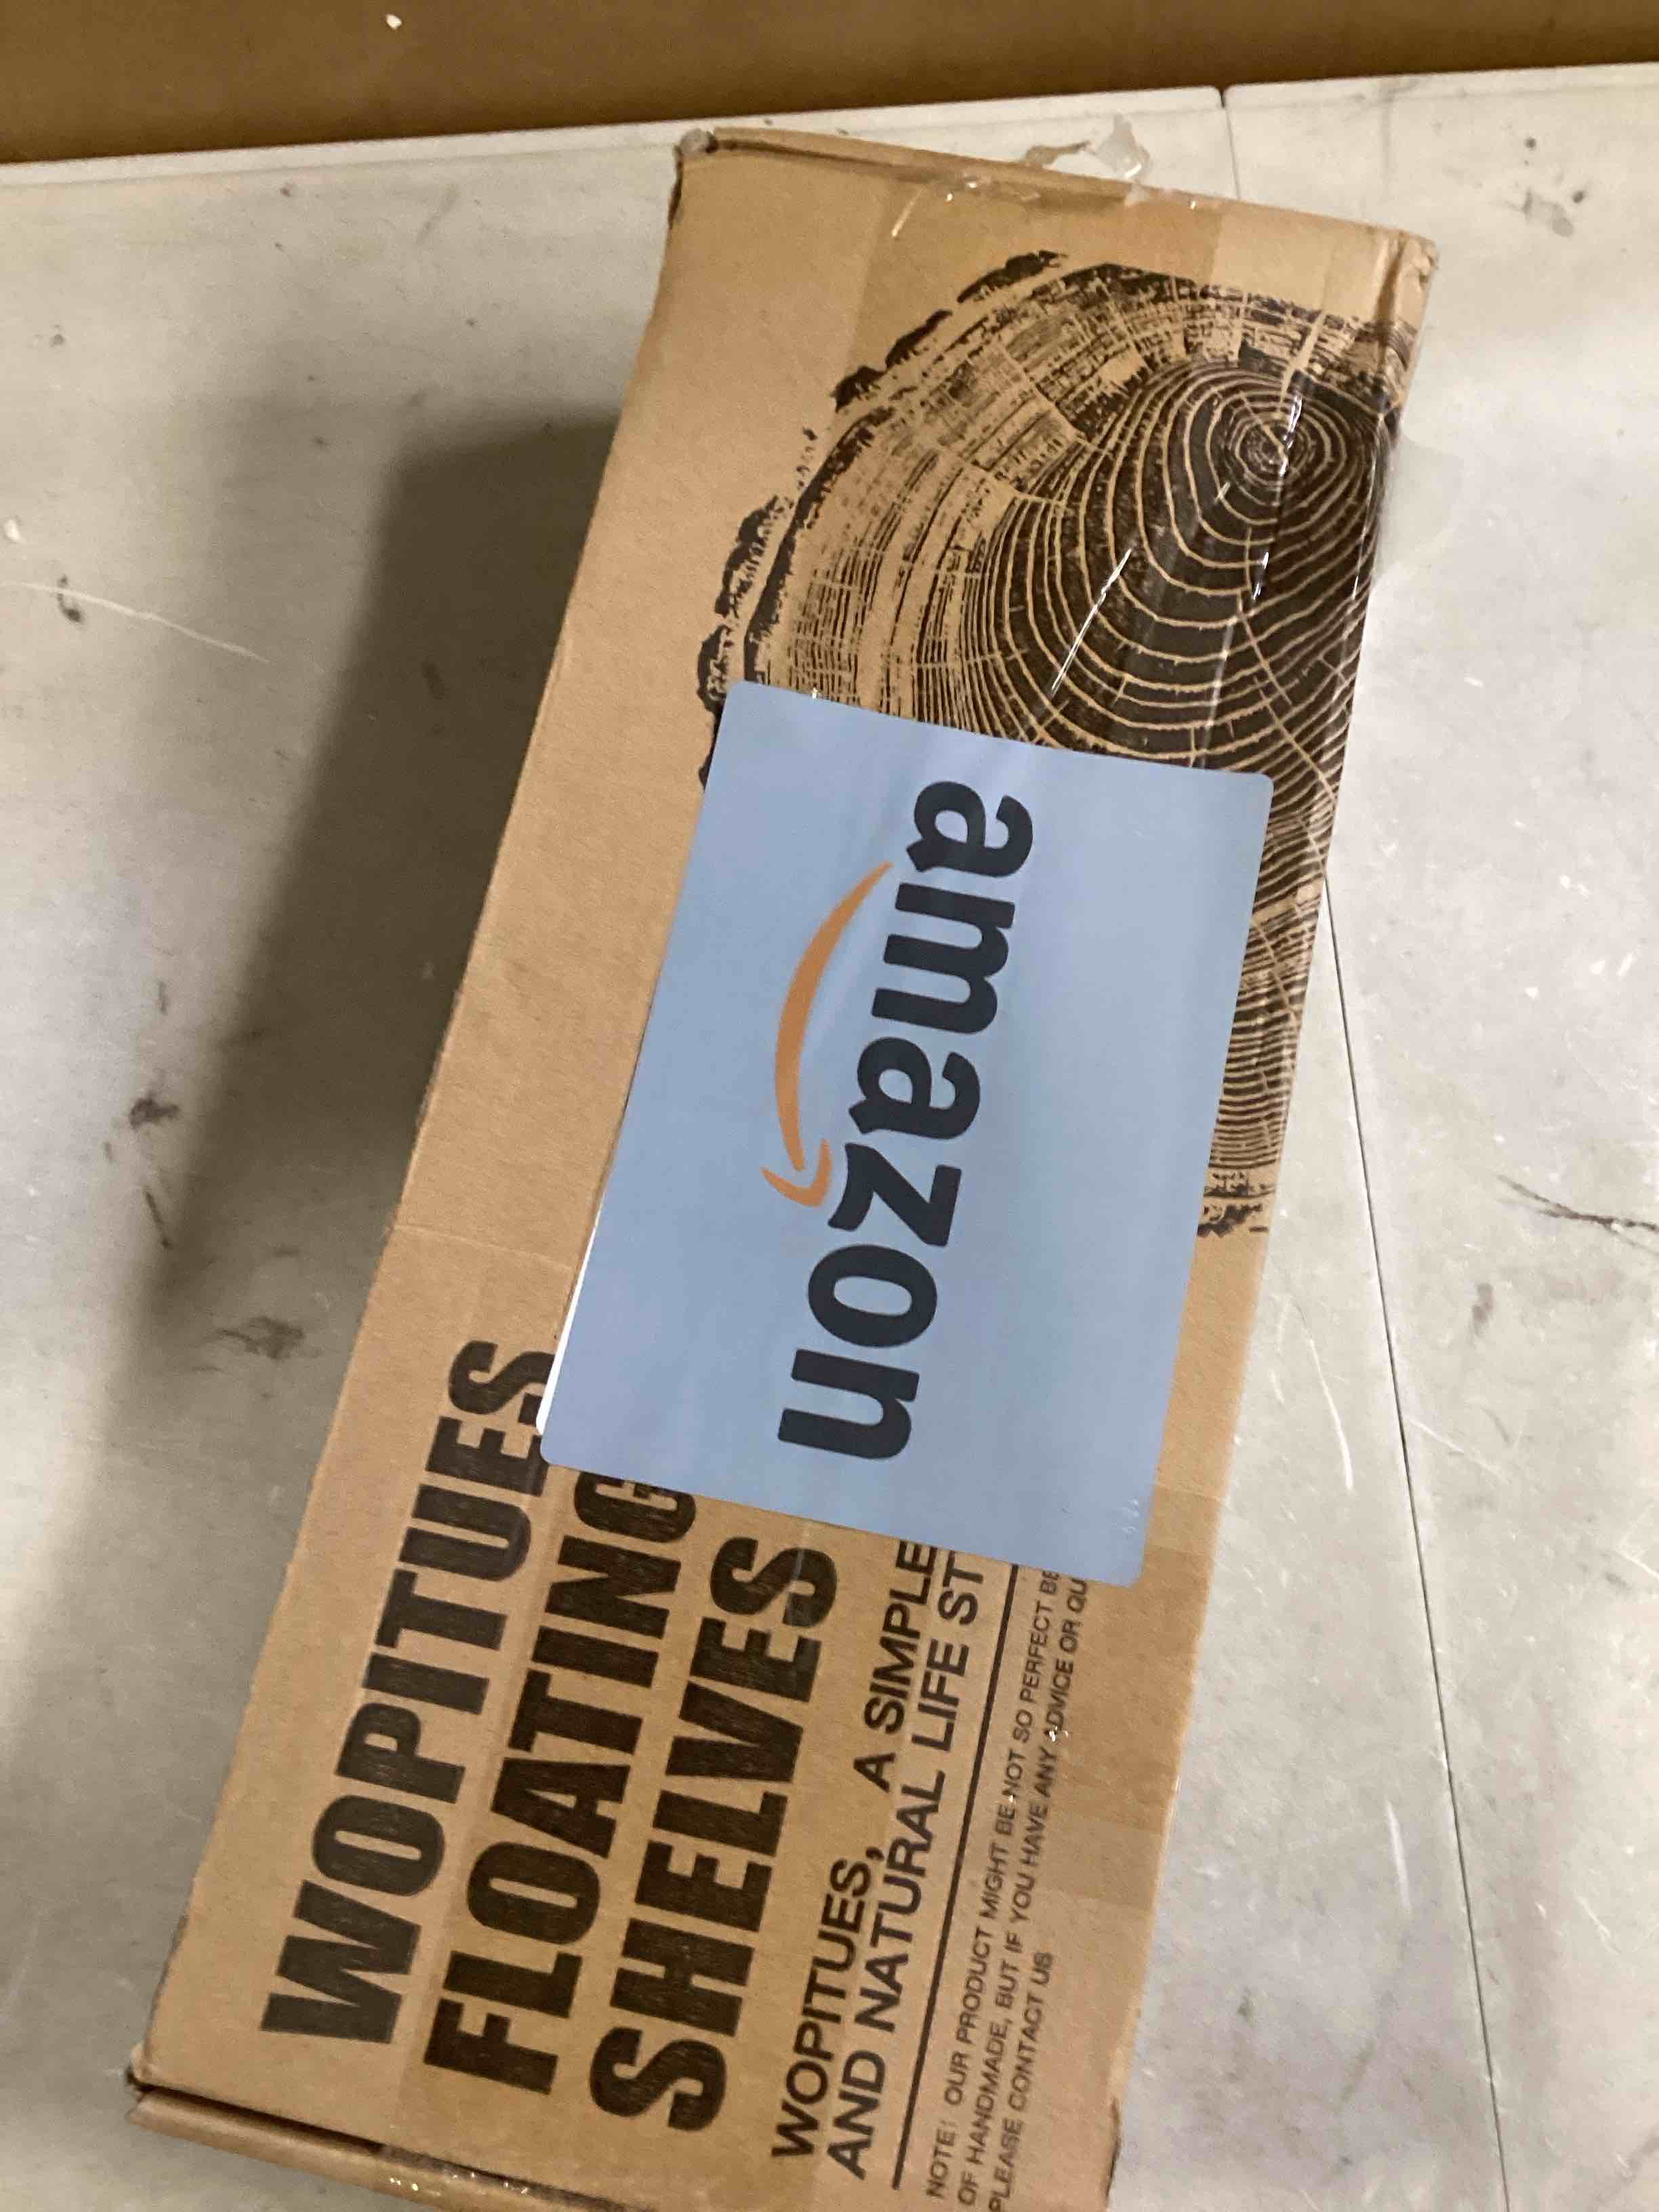 amazon
WOPITUES
FLOATING
SHELVES
WOPITUES, A SIMPLE
AND NATURAL LIFE ST
NOTE: OUR PRODUCT MIGHT BE NOT SO PERFECT BE
OF HANDMADE, BUT IF YOU HAVE ANY ADVICE OR QU
PLEASE CONTACT US